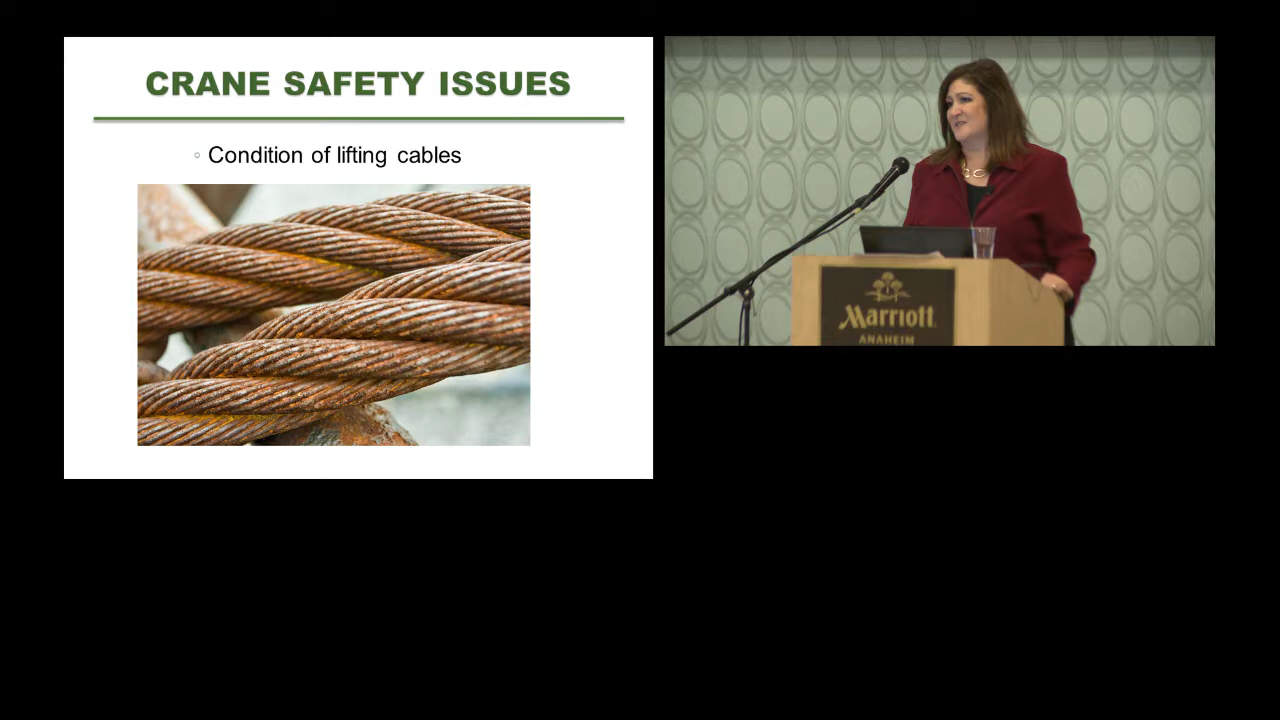 CRANE SAFETY ISSUES
◦ Condition of lifting cables
Marriott
ANAHEIM